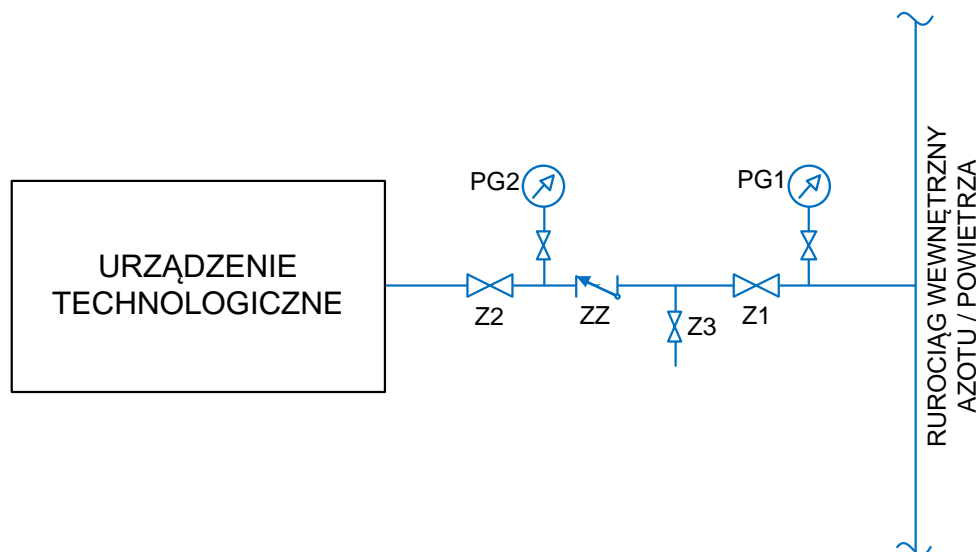 PG2
PG1
URZĄDZENIE
TECHNOLOGICZNE
Z2
ZZ
Z3
Z1
RUROCIĄG WEWNĘTRZNY
AZOTU / POWIETRZA